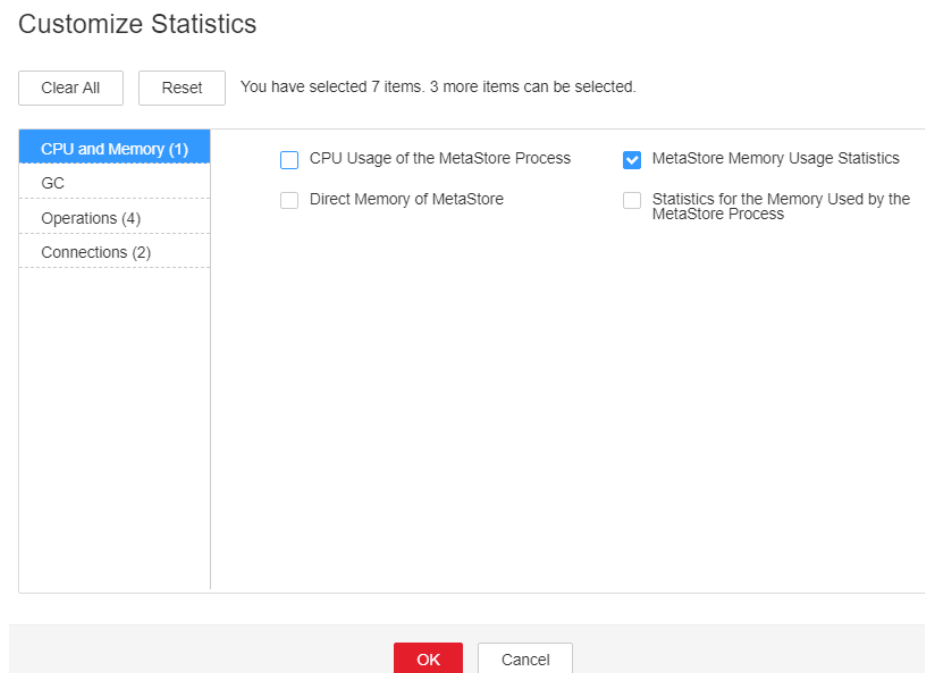 Customize Statistics
Clear All
Reset
You have selected 7 items. 3 more items can be selected.
CPU and Memory (1)
GC
Operations (4)
Connections (2)
CPU Usage of the MetaStore Process
MetaStore Memory Usage Statistics
Direct Memory of MetaStore
Statistics for the Memory Used by the
MetaStore Process
OK
Cancel